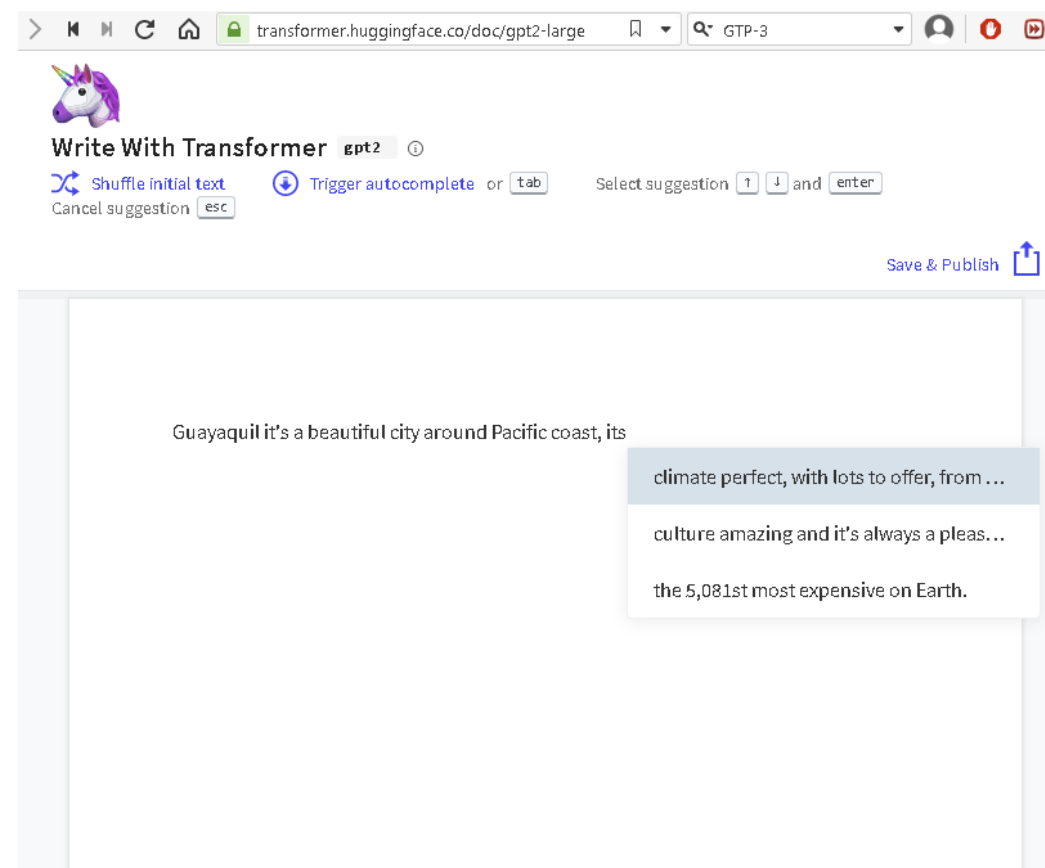 transformer.huggingface.co/doc/gpt2-large GTP-3
Write With Transformer gpt2
Shuffle initial text Trigger autocomplete or tab Select suggestion ↑ ↓ and enter
Cancel suggestion esc
Save & Publish
Guayaquil it's a beautiful city around Pacific coast, its
climate perfect, with lots to offer, from ...
culture amazing and it's always a pleas...
the 5,081st most expensive on Earth.